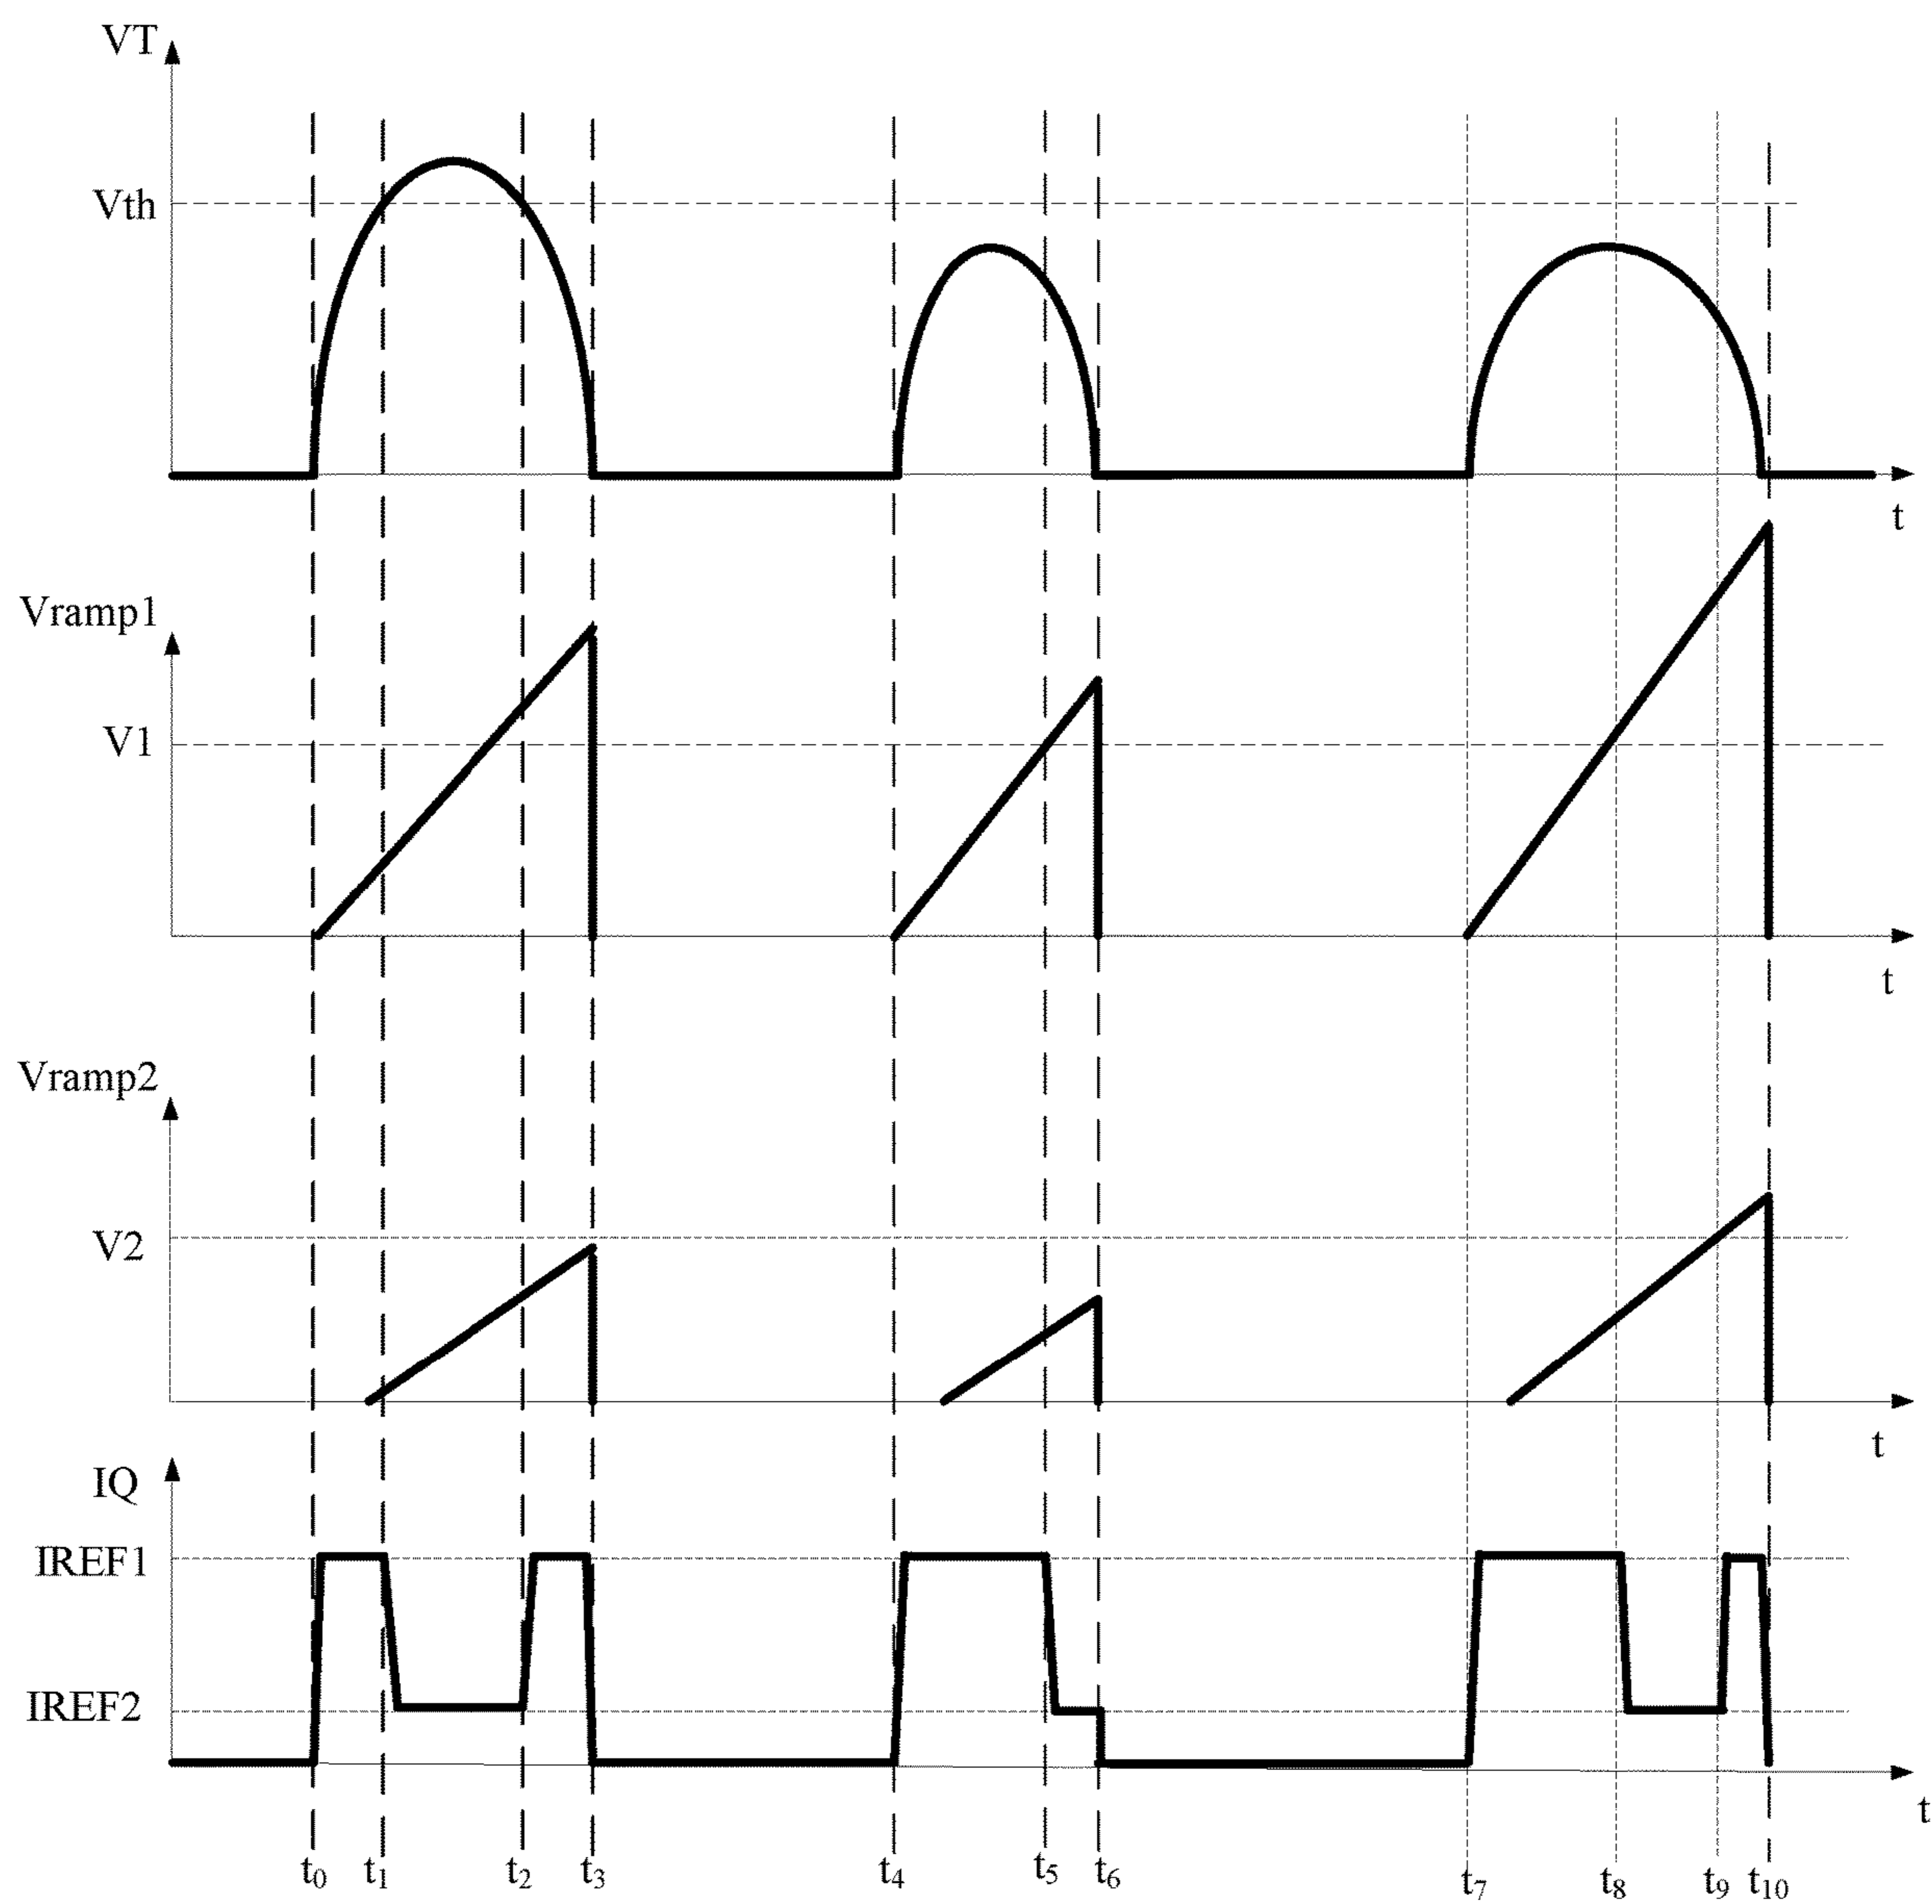 VT
Vth
t
Vramp1
V1
t
Vramp2
V2
t
IQ
IREF1
IREF2
t
t0 t1 t2 t3 t4 t5 t6 t7 t8 t9 t10